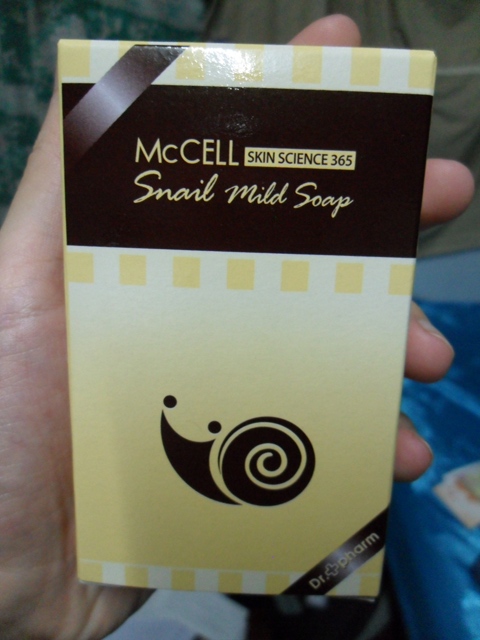 McCELL SKIN SCIENCE 365
Snail Mild Soap
Dr.+pharm